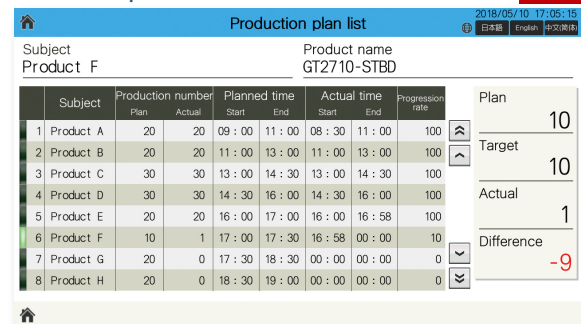 Production plan list
2018/05/10 17:05:15
日本語 English 中文(简体)
Subject
Product F
Product name
GT2710-STBD
Subject Production number Planned time Actual time Progression rate
Plan Actual Start End Start End
1 Product A 20 20 09 : 00 11 : 00 08 : 30 11 : 00 100
2 Product B 20 20 11 : 00 13 : 00 11 : 00 13 : 00 100
3 Product C 30 30 13 : 00 14 : 30 13 : 00 14 : 30 100
4 Product D 30 30 14 : 30 16 : 00 14 : 30 16 : 00 100
5 Product E 20 20 16 : 00 17 : 00 16 : 00 16 : 58 100
6 Product F 10 1 17 : 00 17 : 30 16 : 58 00 : 00 10
7 Product G 20 0 17 : 30 18 : 30 00 : 00 00 : 00 0
8 Product H 20 0 18 : 30 19 : 00 00 : 00 00 : 00 0
Plan
10
Target
10
Actual
1
Difference
-9